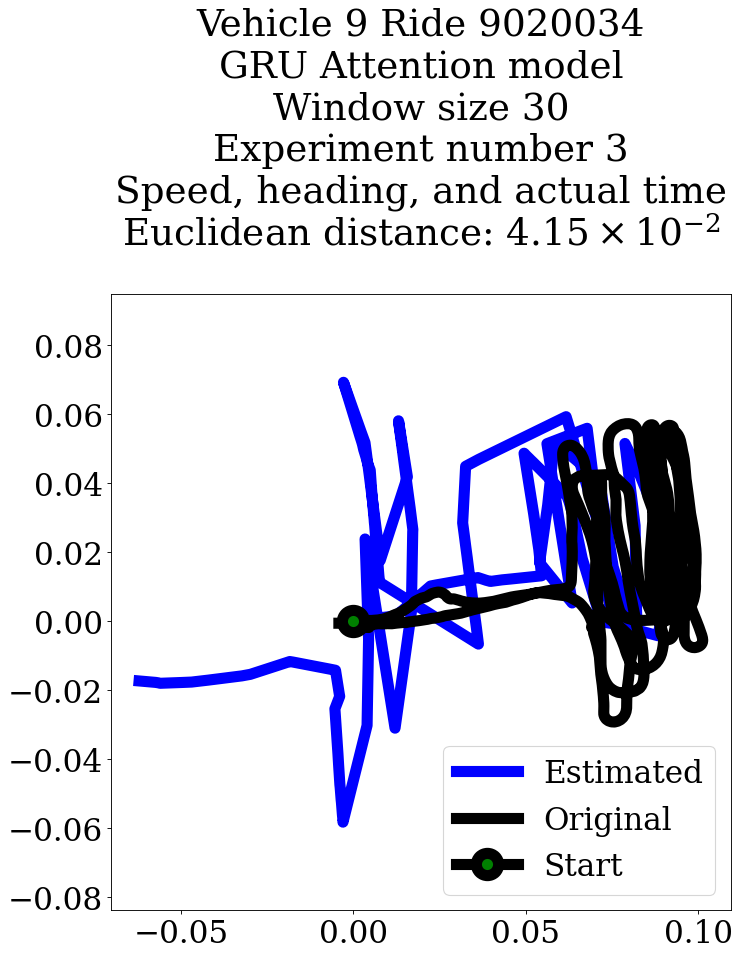 Vehicle 9 Ride 9020034
GRU Attention model
Window size 30
Experiment number 3
Speed, heading, and actual time
Euclidean distance: 4.15 × 10⁻²
0.08
0.06
0.04
0.02
0.00
−0.02
−0.04
−0.06
−0.08
Estimated
Original
Start
−0.05 0.00 0.05 0.10